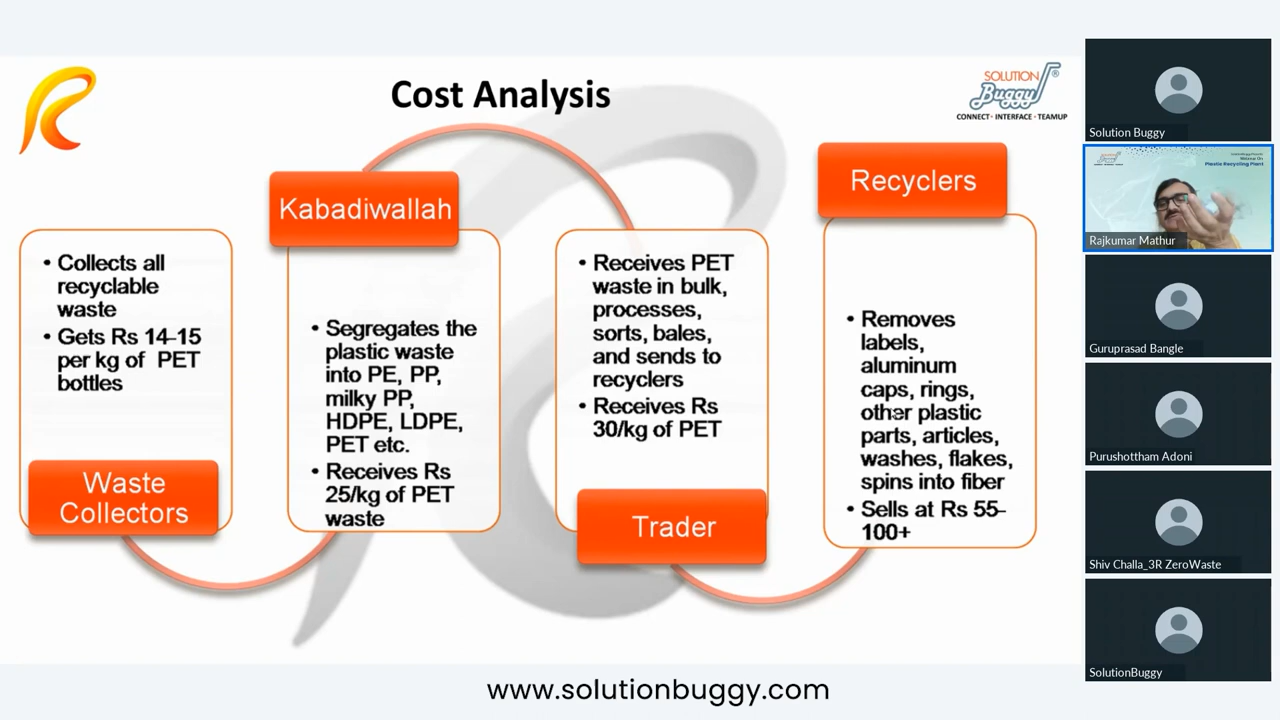 Cost Analysis
SOLUTION
Buggy®
CONNECT · INTERFACE · TEAMUP
• Collects all
recyclable
waste
• Gets Rs 14–15
per kg of PET
bottles
Waste
Collectors
Kabadiwallah
• Segregates the
plastic waste
into PE, PP,
milky PP,
HDPE, LDPE,
PET etc.
• Receives Rs
25/kg of PET
waste
• Receives PET
waste in bulk,
processes,
sorts, bales,
and sends to
recyclers
• Receives Rs
30/kg of PET
Trader
Recyclers
• Removes
labels,
aluminum
caps, rings,
other plastic
parts, articles,
washes, flakes,
spins into fiber
• Sells at Rs 55–
100+
www.solutionbuggy.com
Solution Buggy
Webinar On
Plastic Recycling Plant
Rajkumar Mathur
Guruprasad Bangle
Purushottham Adoni
Shiv Challa_3R ZeroWaste
SolutionBuggy